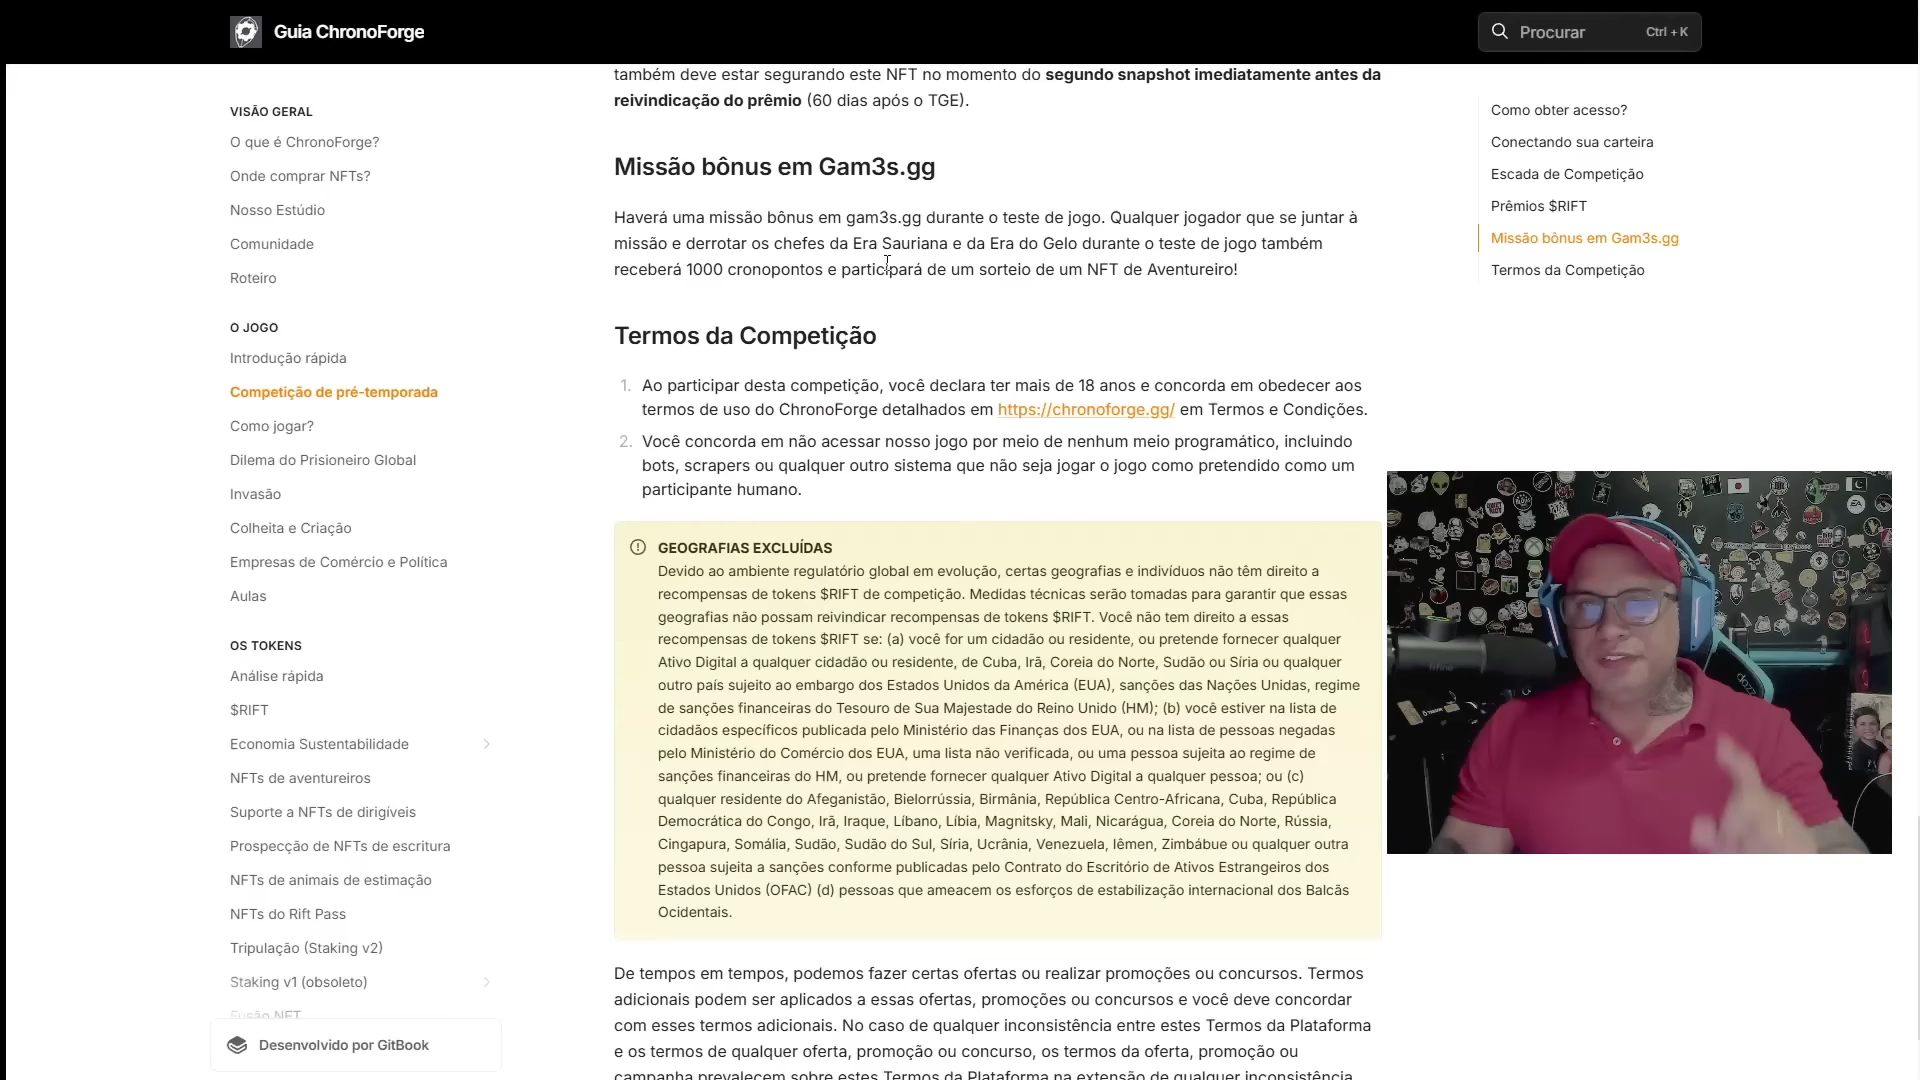 Guia ChronoForge
Procurar
Ctrl + K
VISÃO GERAL
O que é ChronoForge?
Onde comprar NFTs?
Nosso Estúdio
Comunidade
Roteiro
O JOGO
Introdução rápida
Competição de pré-temporada
Como jogar?
Dilema do Prisioneiro Global
Invasão
Colheita e Criação
Empresas de Comércio e Política
Aulas
OS TOKENS
Análise rápida
$RIFT
Economia Sustentabilidade
NFTs de aventureiros
Suporte a NFTs de dirigíveis
Prospecção de NFTs de escritura
NFTs de animais de estimação
NFTs do Rift Pass
Tripulação (Staking v2)
Staking v1 (obsoleto)
Fusão NFT
Desenvolvido por GitBook
também deve estar segurando este NFT no momento do segundo snapshot imediatamente antes da
reivindicação do prêmio (60 dias após o TGE).
Missão bônus em Gam3s.gg
Haverá uma missão bônus em gam3s.gg durante o teste de jogo. Qualquer jogador que se juntar à
missão e derrotar os chefes da Era Sauriana e da Era do Gelo durante o teste de jogo também
receberá 1000 cronopontos e participará de um sorteio de um NFT de Aventureiro!
Termos da Competição
1. Ao participar desta competição, você declara ter mais de 18 anos e concorda em obedecer aos
termos de uso do ChronoForge detalhados em https://chronoforge.gg/ em Termos e Condições.
2. Você concorda em não acessar nosso jogo por meio de nenhum meio programático, incluindo
bots, scrapers ou qualquer outro sistema que não seja jogar o jogo como pretendido como um
participante humano.
GEOGRAFIAS EXCLUÍDAS
Devido ao ambiente regulatório global em evolução, certas geografias e indivíduos não têm direito a
recompensas de tokens $RIFT de competição. Medidas técnicas serão tomadas para garantir que essas
geografias não possam reivindicar recompensas de tokens $RIFT. Você não tem direito a essas
recompensas de tokens $RIFT se: (a) você for um cidadão ou residente, ou pretende fornecer qualquer
Ativo Digital a qualquer cidadão ou residente, de Cuba, Irã, Coreia do Norte, Sudão ou Síria ou qualquer
outro país sujeito ao embargo dos Estados Unidos da América (EUA), sanções das Nações Unidas, regime
de sanções financeiras do Tesouro de Sua Majestade do Reino Unido (HM); (b) você estiver na lista de
cidadãos específicos publicada pelo Ministério das Finanças dos EUA, ou na lista de pessoas negadas
pelo Ministério do Comércio dos EUA, uma lista não verificada, ou uma pessoa sujeita ao regime de
sanções financeiras do HM, ou pretende fornecer qualquer Ativo Digital a qualquer pessoa; ou (c)
qualquer residente do Afeganistão, Bielorrússia, Birmânia, República Centro-Africana, Cuba, República
Democrática do Congo, Irã, Iraque, Líbano, Líbia, Magnitsky, Mali, Nicarágua, Coreia do Norte, Rússia,
Cingapura, Somália, Sudão, Sudão do Sul, Síria, Ucrânia, Venezuela, Iêmen, Zimbábue ou qualquer outra
pessoa sujeita a sanções conforme publicadas pelo Contrato do Escritório de Ativos Estrangeiros dos
Estados Unidos (OFAC) (d) pessoas que ameacem os esforços de estabilização internacional dos Balcãs
Ocidentais.
De tempos em tempos, podemos fazer certas ofertas ou realizar promoções ou concursos. Termos
adicionais podem ser aplicados a essas ofertas, promoções ou concursos e você deve concordar
com esses termos adicionais. No caso de qualquer inconsistência entre estes Termos da Plataforma
e os termos de qualquer oferta, promoção ou concurso, os termos da oferta, promoção ou
campanha prevalecem sobre estes Termos da Plataforma na extensão de qualquer inconsistência.
Como obter acesso?
Conectando sua carteira
Escada de Competição
Prêmios $RIFT
Missão bônus em Gam3s.gg
Termos da Competição